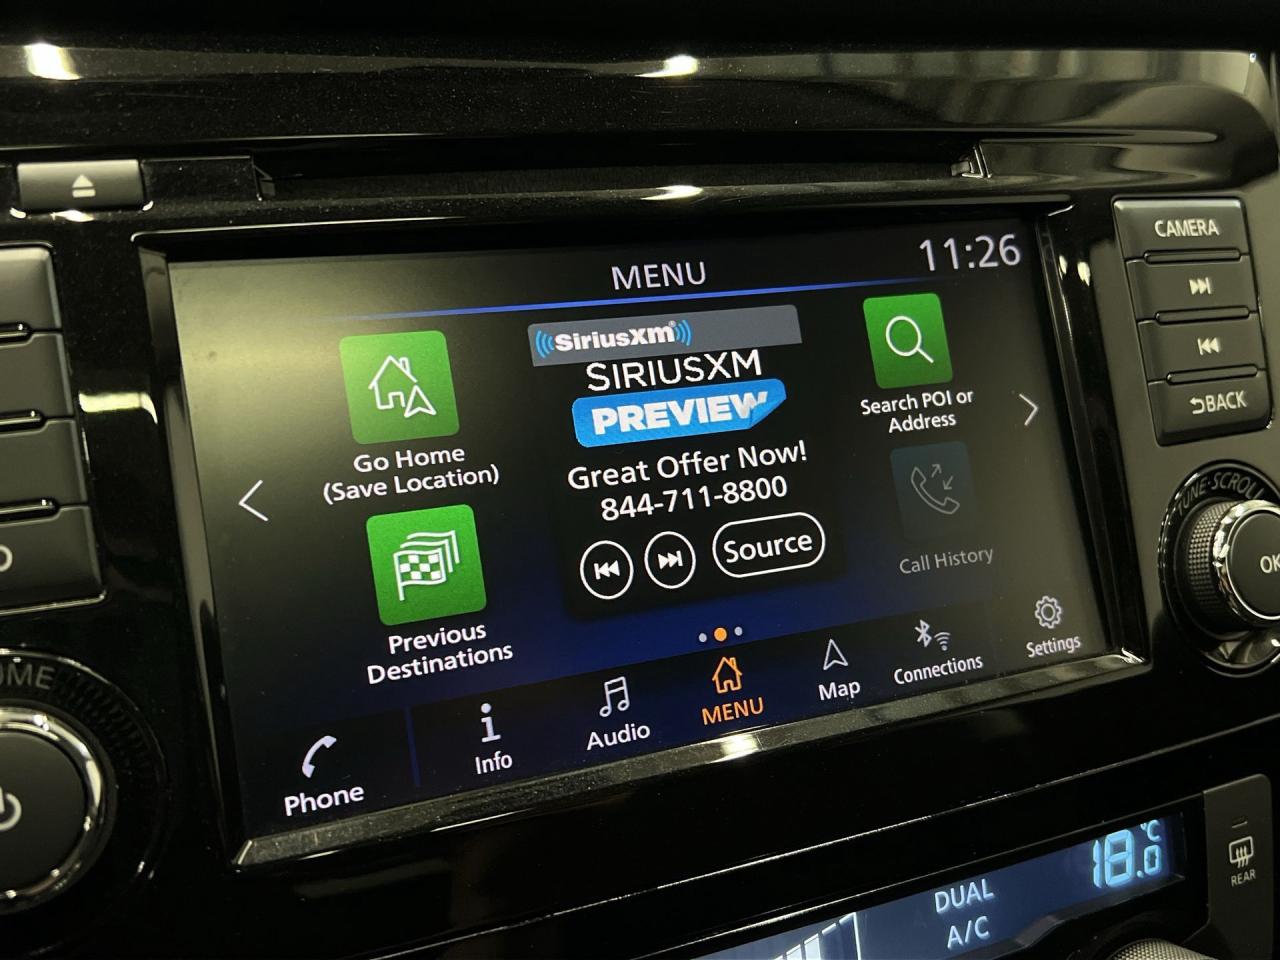 CAMERA
BACK
TUNE·SCROLL
OK
MENU
11:26
SiriusXm
SIRIUSXM
PREVIEW
Great Offer Now!
844-711-8800
Source
Go Home
(Save Location)
Previous
Destinations
Search POI or
Address
Call History
Phone
Info
Audio
MENU
Map
Connections
Settings
18.0 °C
DUAL
A/C
REAR